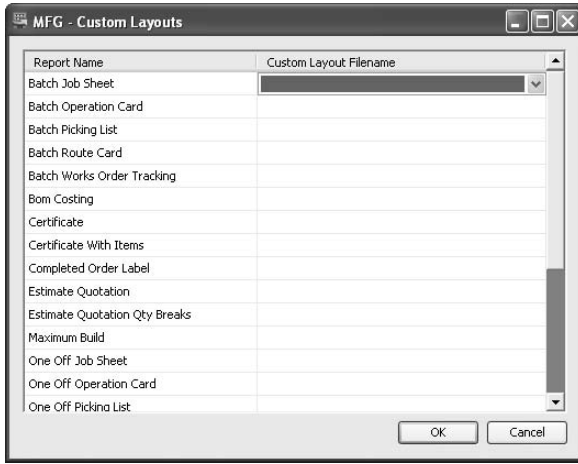 MFG - Custom Layouts
Report Name Custom Layout Filename
Batch Job Sheet
Batch Operation Card
Batch Picking List
Batch Route Card
Batch Works Order Tracking
Bom Costing
Certificate
Certificate With Items
Completed Order Label
Estimate Quotation
Estimate Quotation Qty Breaks
Maximum Build
One Off Job Sheet
One Off Operation Card
One Off Picking List
OK Cancel